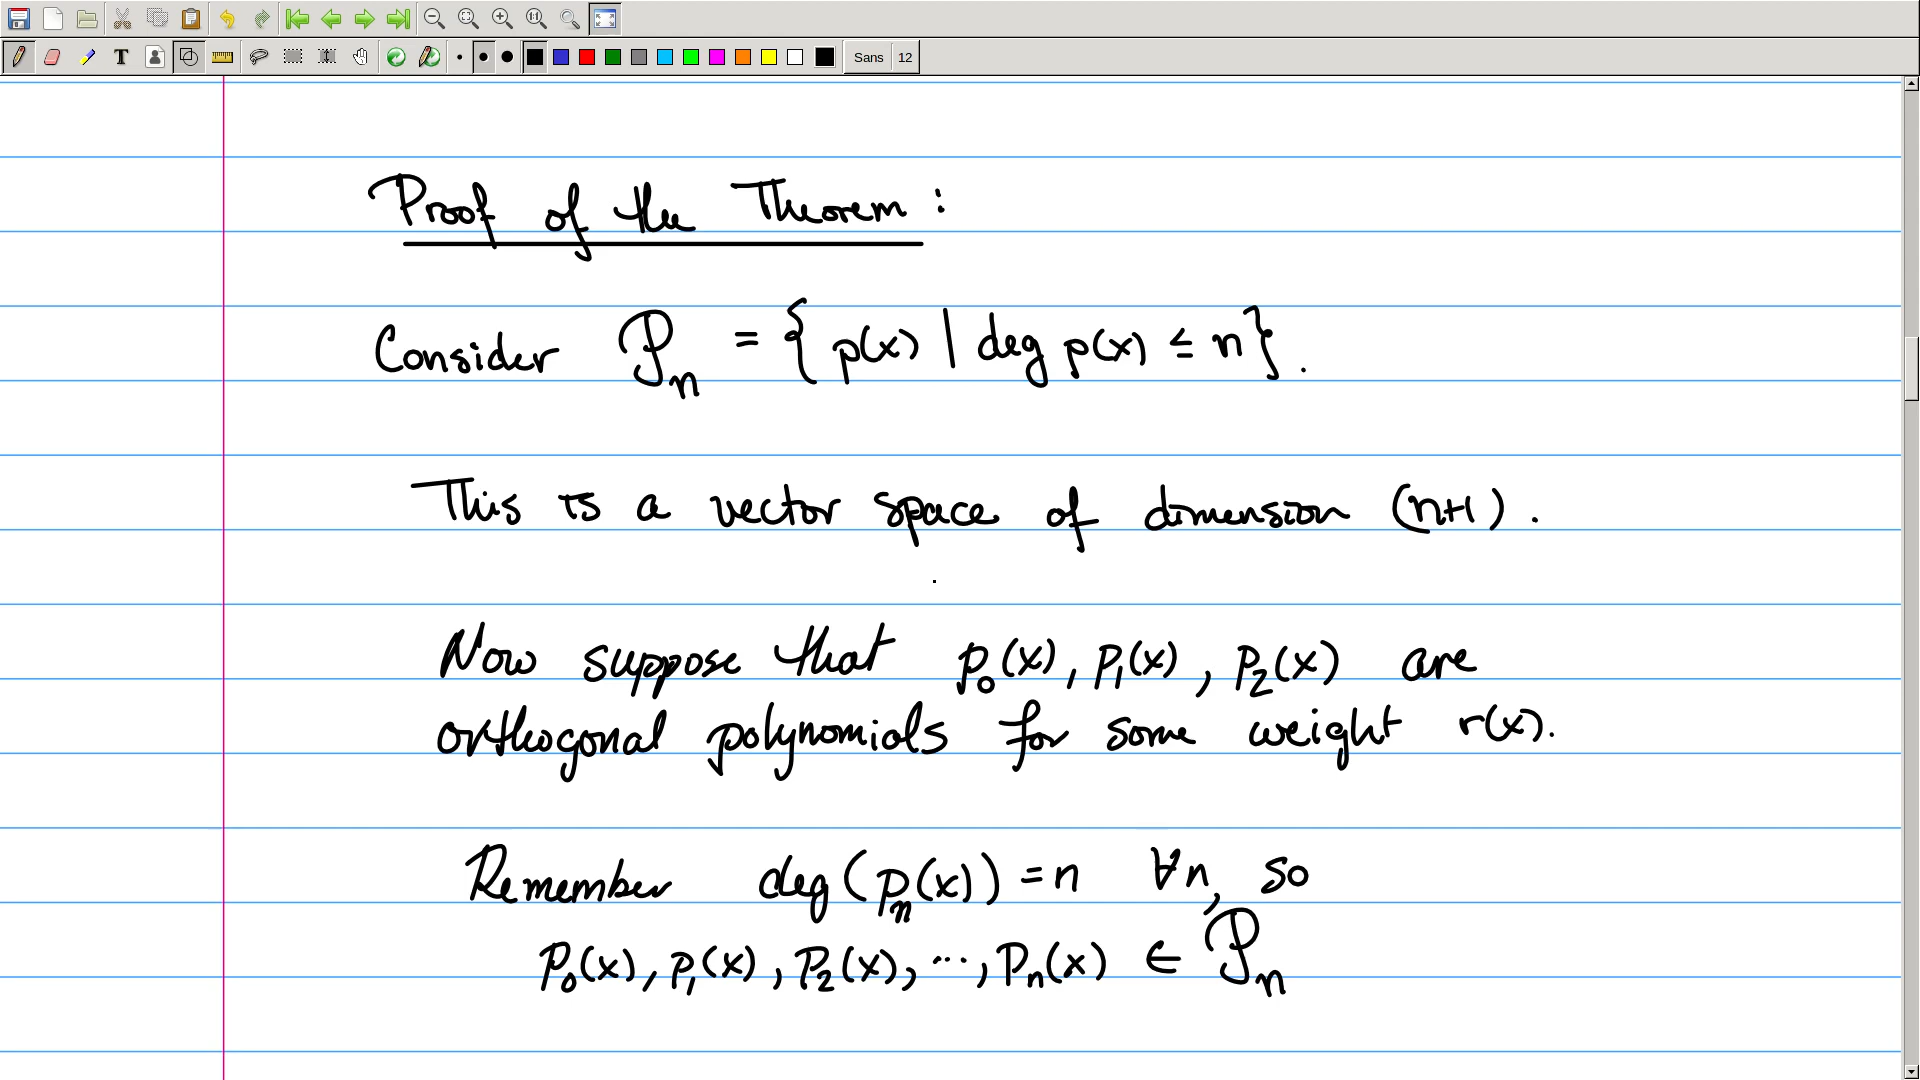 Sans 12
Proof of the Theorem:
Consider 𝒫ₙ = { p(x) | deg p(x) ≤ n}.
This is a vector space of dimension (n+1).
Now suppose that p₀(x), p₁(x), p₂(x) are
orthogonal polynomials for some weight r(x).
Remember deg(pₙ(x)) = n ∀n, so
p₀(x), p₁(x), p₂(x), ..., pₙ(x) ∈ 𝒫ₙ